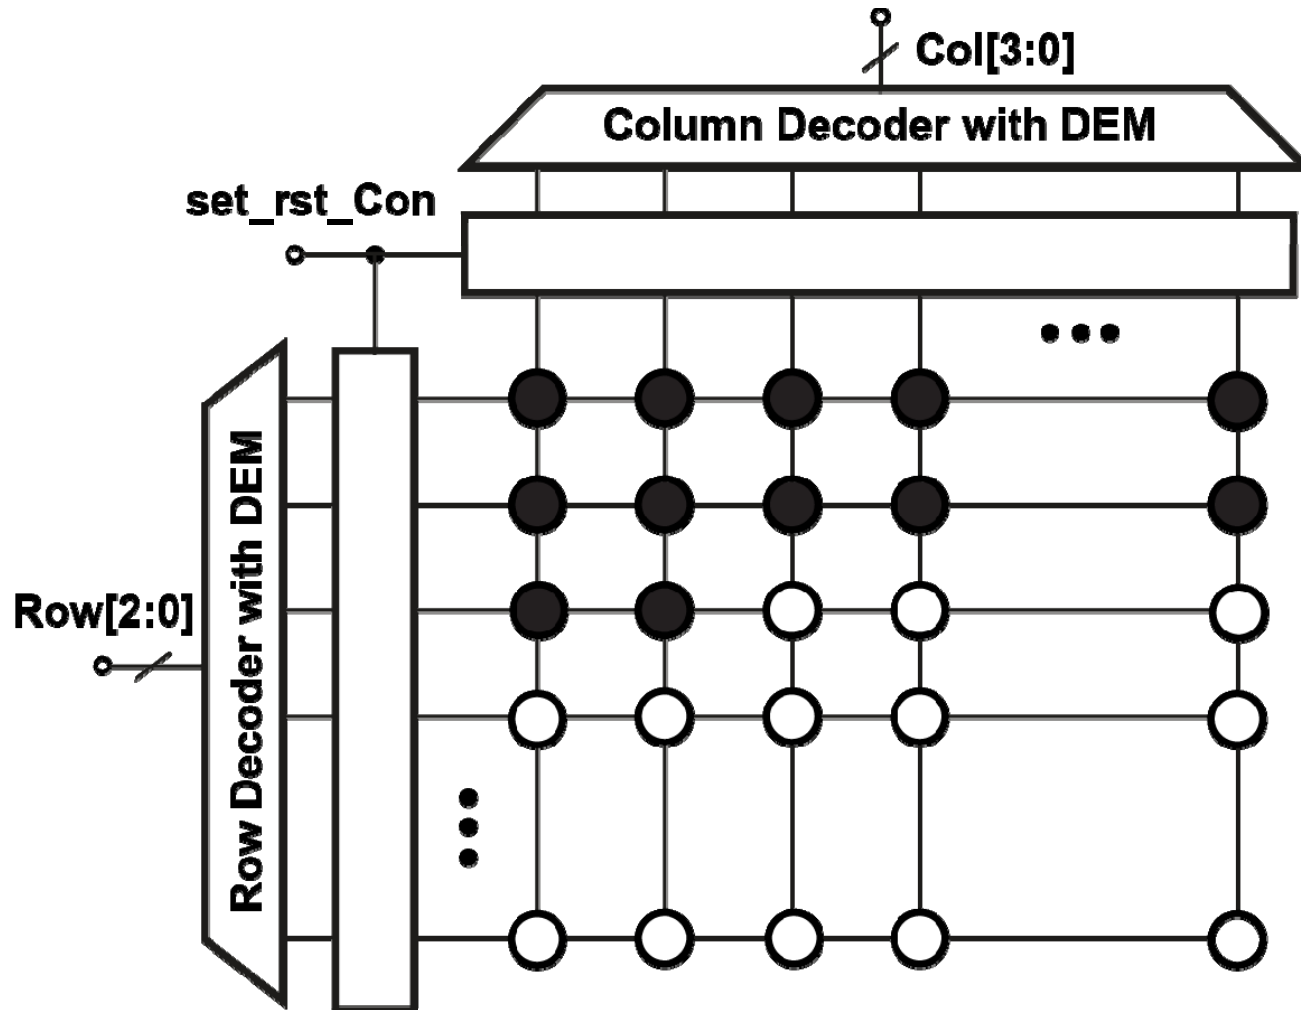 Col[3:0]
Column Decoder with DEM
set_rst_Con
Row Decoder with DEM
Row[2:0]